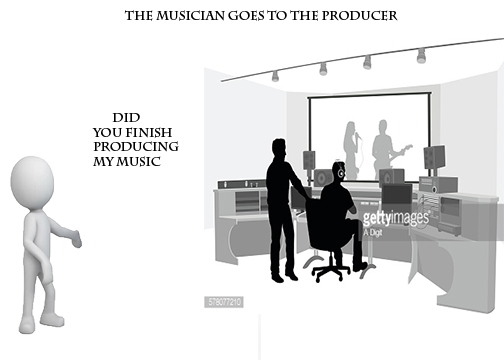 THE MUSICIAN GOES TO THE PRODUCER
DID
YOU FINISH
PRODUCING
MY MUSIC
gettyimages
A Digit
578077210